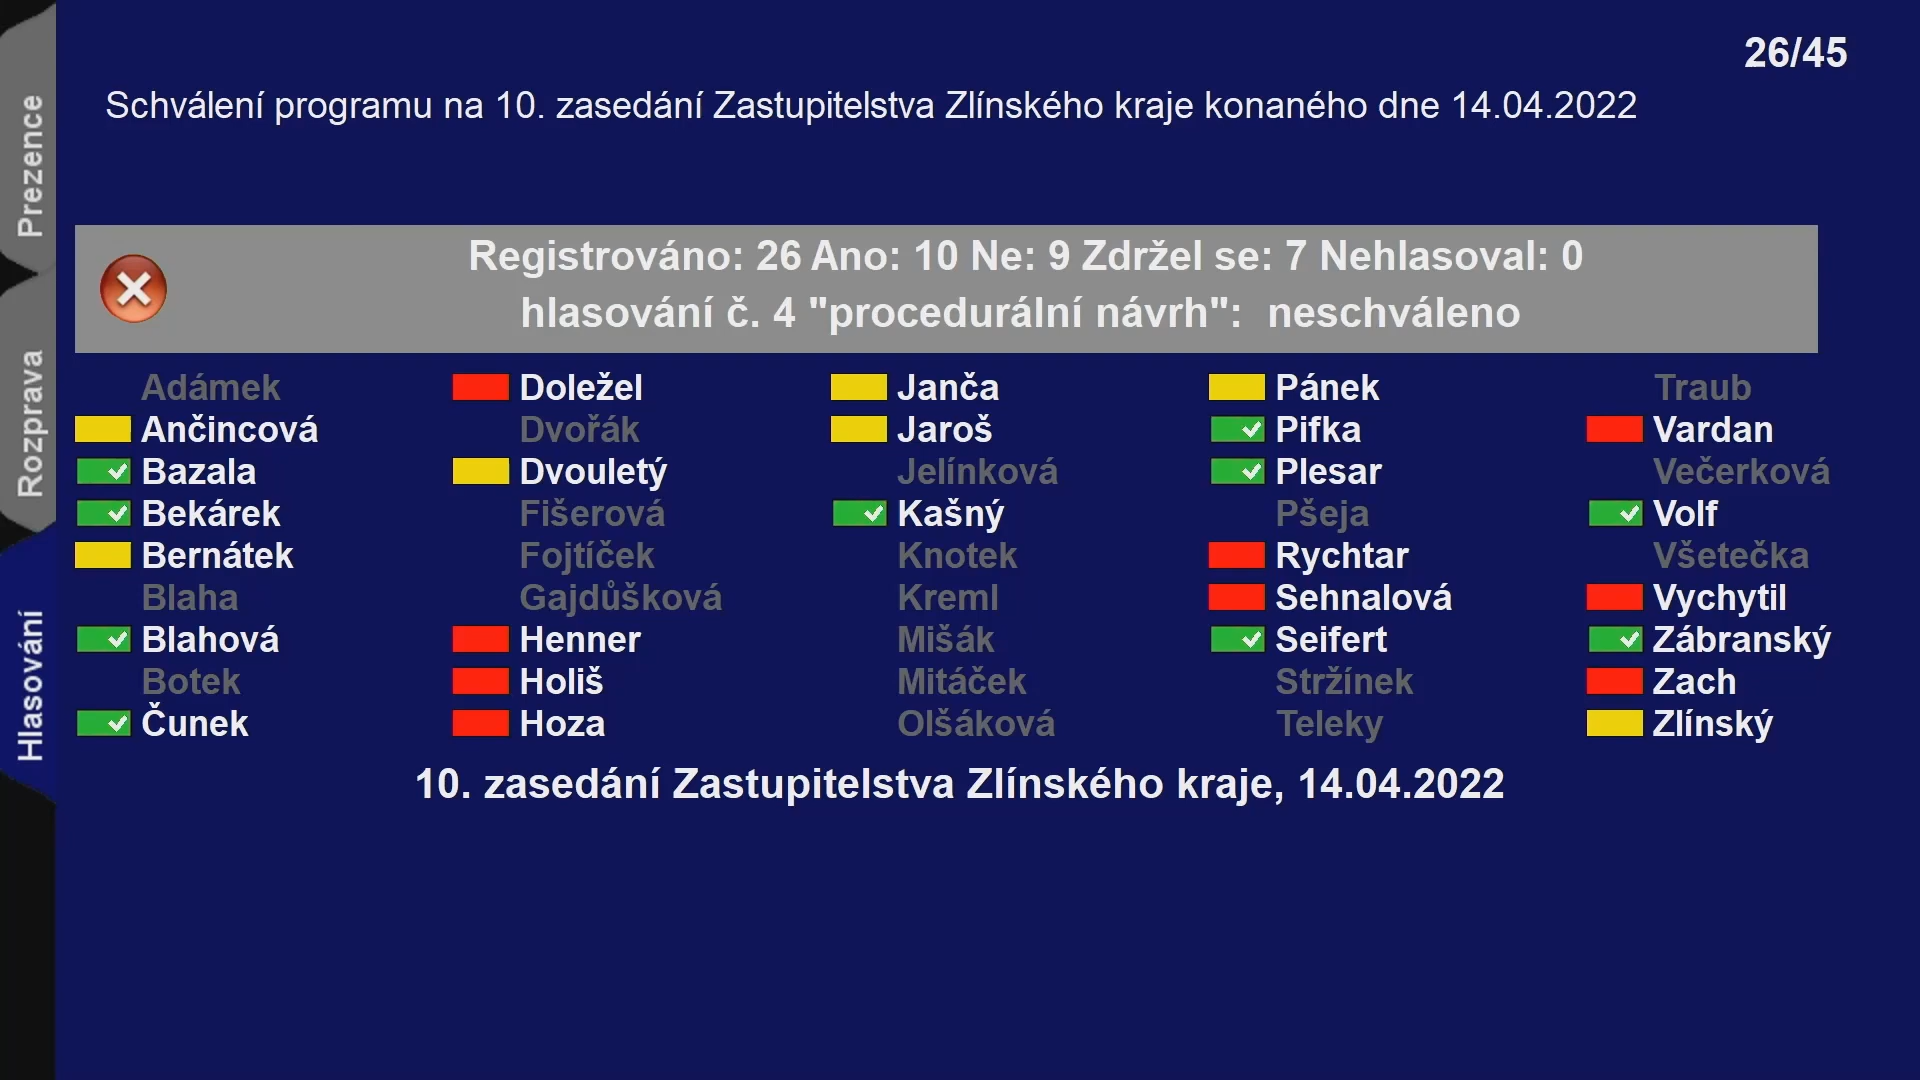 26/45
Schválení programu na 10. zasedání Zastupitelstva Zlínského kraje konaného dne 14.04.2022
Prezence
Rozprava
Hlasování
Registrováno: 26 Ano: 10 Ne: 9 Zdržel se: 7 Nehlasoval: 0
hlasování č. 4 "procedurální návrh": neschváleno
Adámek
Ančincová
Bazala
Bekárek
Bernátek
Blaha
Blahová
Botek
Čunek
Doležel
Dvořák
Dvouletý
Fišerová
Fojtíček
Gajdůšková
Henner
Holiš
Hoza
Janča
Jaroš
Jelínková
Kašný
Knotek
Kreml
Mišák
Mitáček
Olšáková
Pánek
Pifka
Plesar
Pšeja
Rychtar
Sehnalová
Seifert
Stržínek
Teleky
Traub
Vardan
Večerková
Volf
Všetečka
Vychytil
Zábranský
Zach
Zlínský
10. zasedání Zastupitelstva Zlínského kraje, 14.04.2022